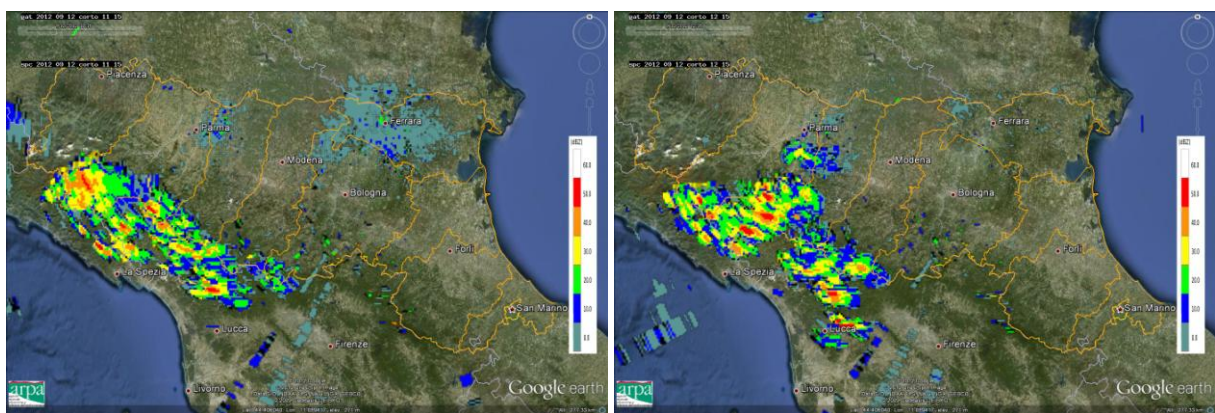 gat 2012 09 12 corto 11 15
spc 2012 09 12 corto 11 15
Piacenza
Parma
Ferrara
Modena
Bologna
Forlì
San Marino
La Spezia
Lucca
Firenze
Livorno
arpa
Google earth
60.0
50.0
40.0
30.0
20.0
10.0
0.0
gat 2012 09 12 corto 12 15
spc 2012 09 12 corto 12 15
Piacenza
Parma
Ferrara
Modena
Bologna
Forlì
San Marino
La Spezia
Lucca
Firenze
Livorno
arpa
Google earth
60.0
50.0
40.0
30.0
20.0
10.0
0.0